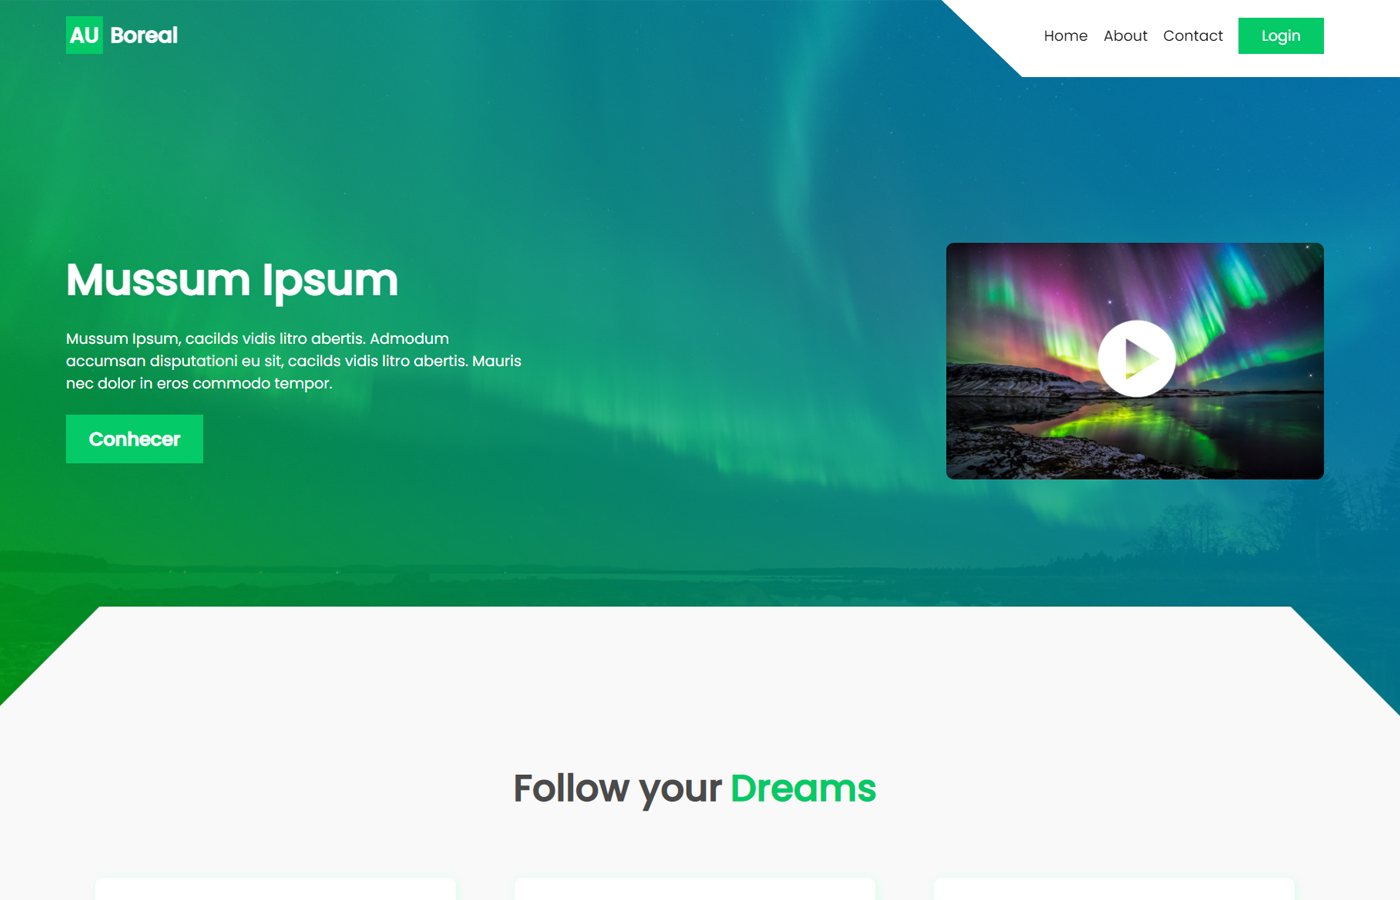 AU Boreal
Home About Contact Login
Mussum Ipsum
Mussum Ipsum, cacilds vidis litro abertis. Admodum
accumsan disputationi eu sit, cacilds vidis litro abertis. Mauris
nec dolor in eros commodo tempor.
Conhecer
Follow your Dreams